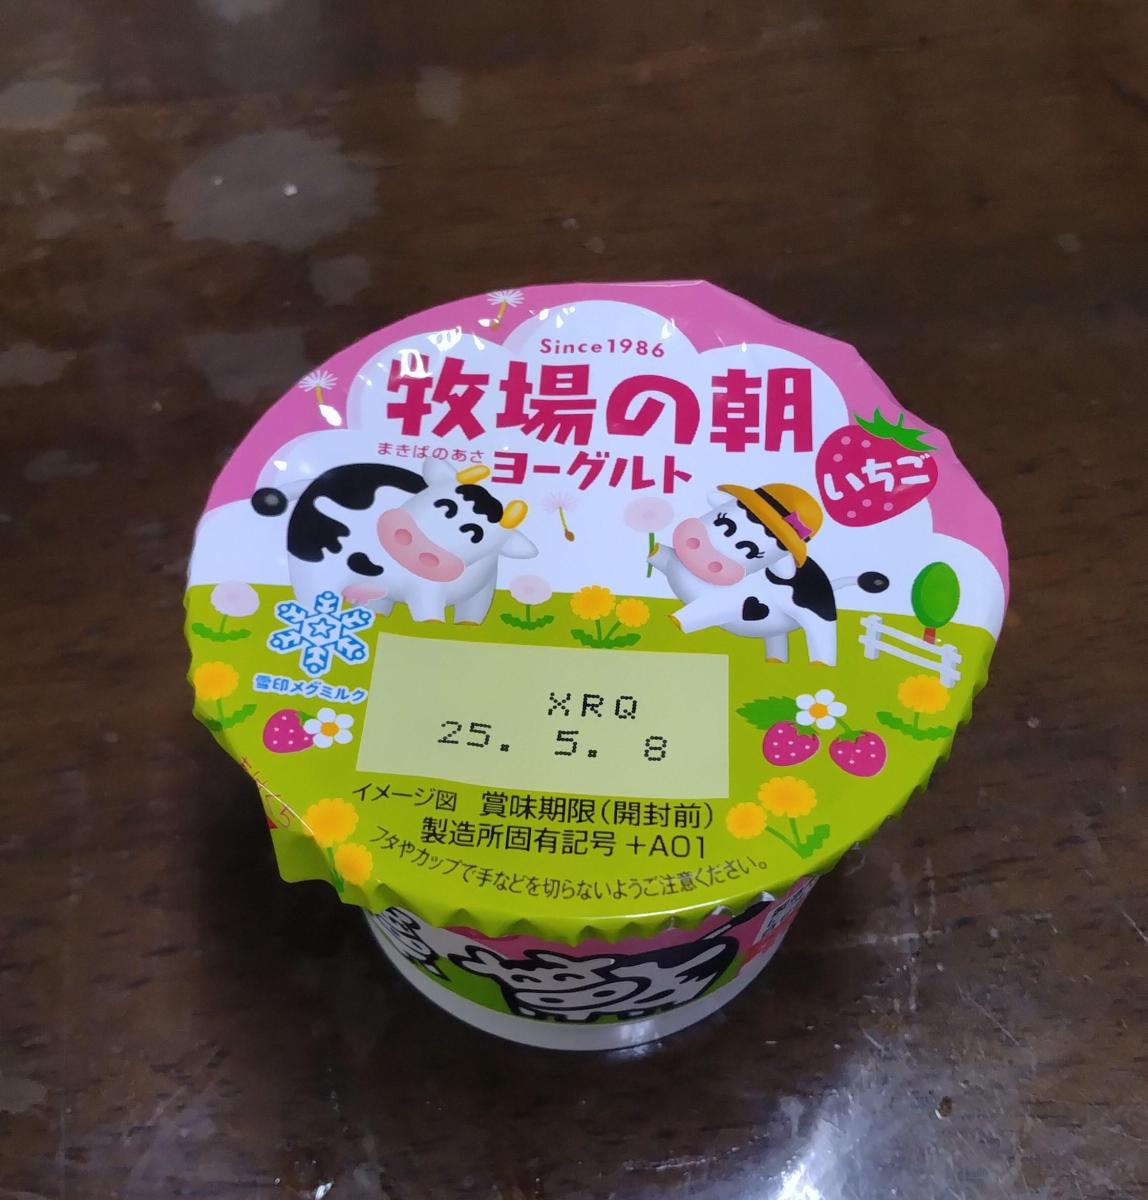 Since1986
牧場の朝
まきばのあさ
ヨーグルト
いちご
雪印メグミルク
XRQ
25. 5. 8
イメージ図 賞味期限(開封前)
製造所固有記号 +A01
フタやカップで手などを切らないようご注意ください。